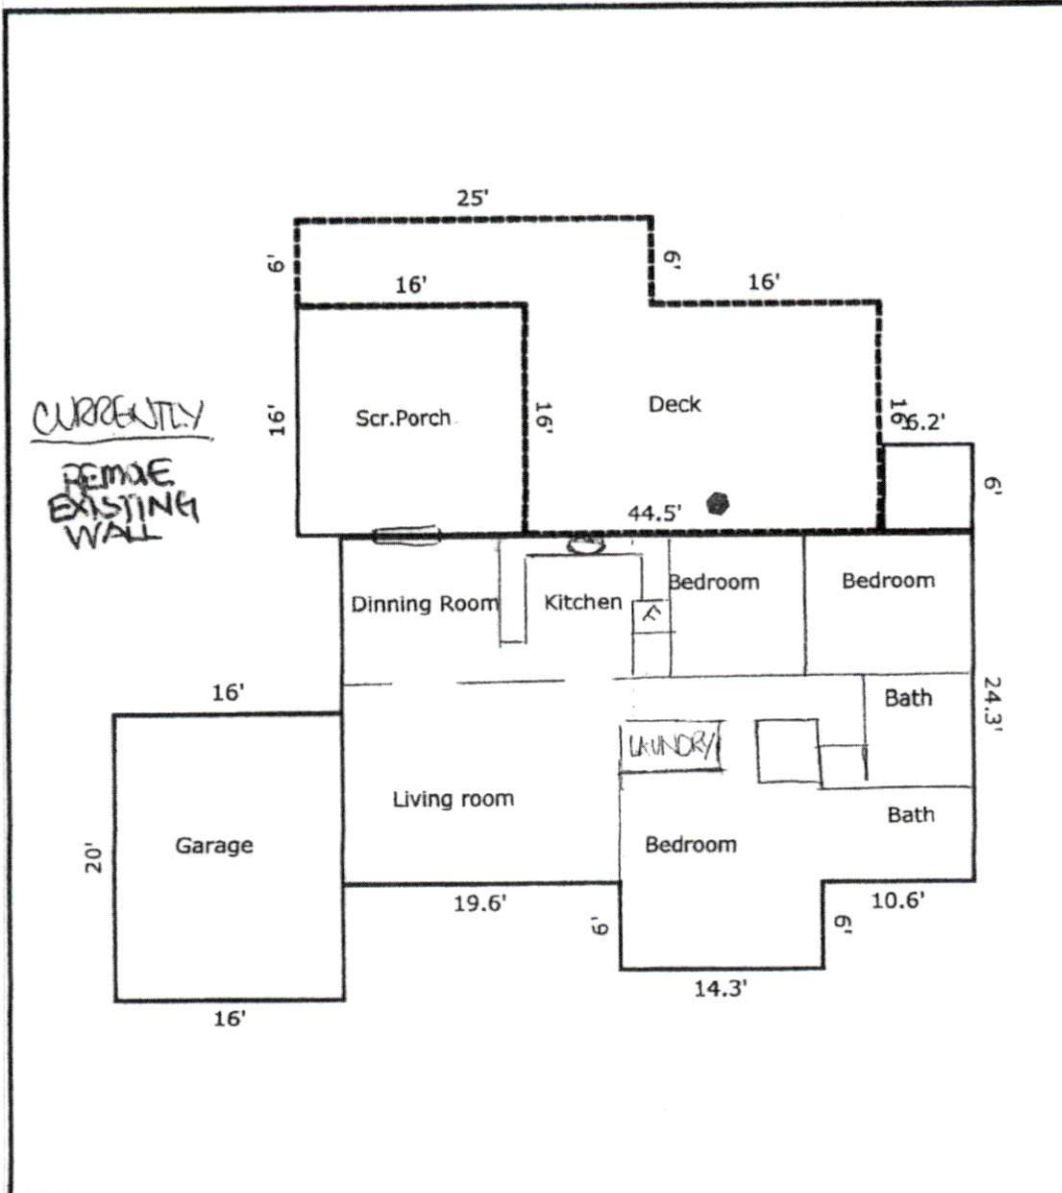 25'
6'
6'
16'
16'
CURRENTLY
REMOVE
EXISTING
WALL
16'
Scr.Porch
16'
Deck
16'
6.2'
6'
44.5'
Dinning Room
Kitchen
F
Bedroom
Bedroom
16'
24.3'
Bath
LAUNDRY
Living room
Bath
20'
Garage
Bedroom
19.6'
6'
6'
10.6'
14.3'
16'